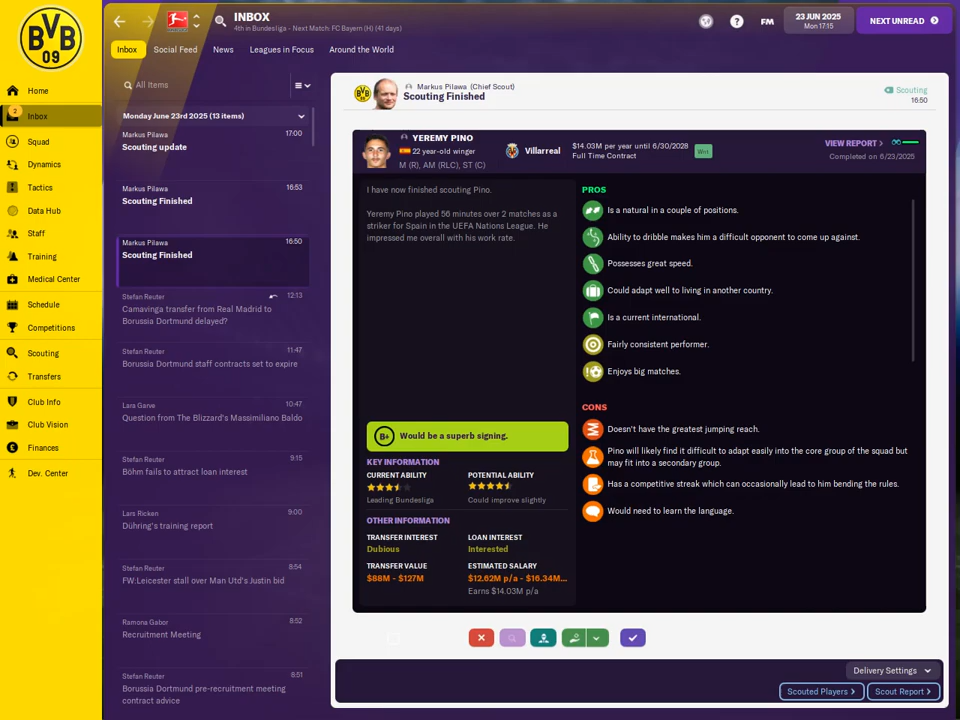 BVB
09
INBOX
4th in Bundesliga - Next Match: FC Bayern (H) (41 days)
?
FM
23 JUN 2025
Mon 17:15
NEXT UNREAD
Inbox
Social Feed
News
Leagues in Focus
Around the World
Home
2
Inbox
Squad
Dynamics
Tactics
Data Hub
Staff
Training
Medical Center
Schedule
Competitions
Scouting
Transfers
Club Info
Club Vision
Finances
Dev. Center
All Items
Monday June 23rd 2025 (13 items)
Markus Pilawa 17:00
Scouting update
Markus Pilawa 16:53
Scouting Finished
Markus Pilawa 16:50
Scouting Finished
Stefan Reuter 12:13
Camavinga transfer from Real Madrid to
Borussia Dortmund delayed?
Stefan Reuter 11:47
Borussia Dortmund staff contracts set to expire
Lara Garve 10:47
Question from The Blizzard's Massimiliano Baldo
Stefan Reuter 9:15
Böhm fails to attract loan interest
Lars Ricken 9:00
Dühring's training report
Stefan Reuter 8:54
FW:Leicester stall over Man Utd's Justin bid
Ramona Gabor 8:52
Recruitment Meeting
Stefan Reuter 8:51
Borussia Dortmund pre-recruitment meeting
contract advice
Markus Pilawa (Chief Scout)
Scouting Finished
Scouting
16:50
YEREMY PINO
22 year-old winger
M (R), AM (RLC), ST (C)
Villarreal
$14.03M per year until 6/30/2028
Full Time Contract
Wnt
VIEW REPORT >
Completed on 6/23/2025
I have now finished scouting Pino.
Yeremy Pino played 56 minutes over 2 matches as a
striker for Spain in the UEFA Nations League. He
impressed me overall with his work rate.
B+ Would be a superb signing.
KEY INFORMATION
CURRENT ABILITY
Leading Bundesliga
POTENTIAL ABILITY
Could improve slightly
OTHER INFORMATION
TRANSFER INTEREST
Dubious
LOAN INTEREST
Interested
TRANSFER VALUE
$88M - $127M
ESTIMATED SALARY
$12.62M p/a - $16.34M...
Earns $14.03M p/a
PROS
Is a natural in a couple of positions.
Ability to dribble makes him a difficult opponent to come up against.
Possesses great speed.
Could adapt well to living in another country.
Is a current international.
Fairly consistent performer.
Enjoys big matches.
CONS
Doesn't have the greatest jumping reach.
Pino will likely find it difficult to adapt easily into the core group of the squad but
may fit into a secondary group.
Has a competitive streak which can occasionally lead to him bending the rules.
Would need to learn the language.
Delivery Settings
Scouted Players >
Scout Report >